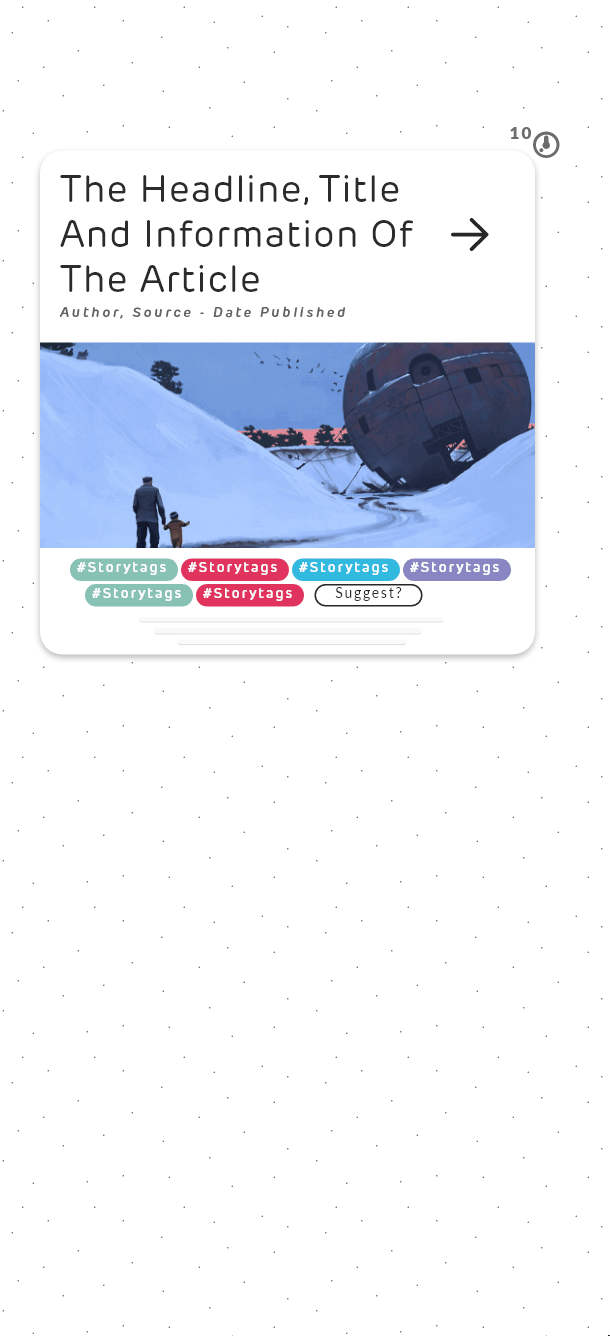 10
The Headline, Title
And Information Of
The Article
Author, Source - Date Published
#Storytags #Storytags #Storytags #Storytags
#Storytags #Storytags Suggest?